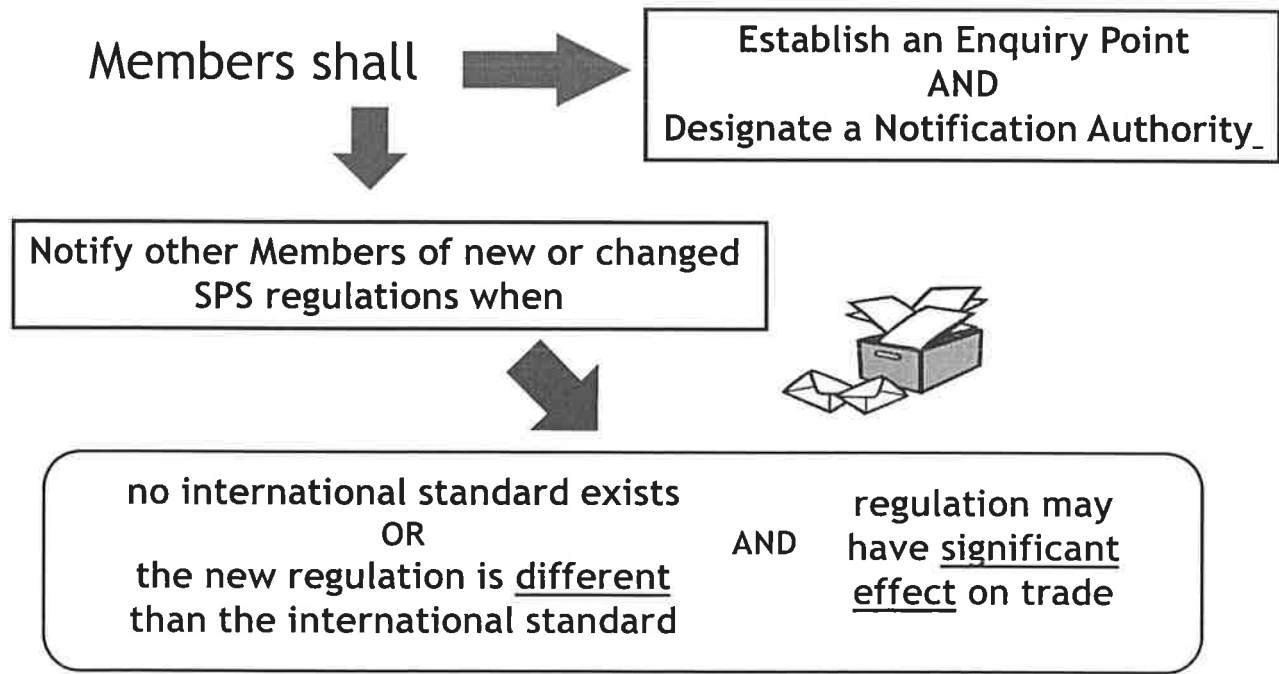 Members shall
Establish an Enquiry Point
AND
Designate a Notification Authority_
Notify other Members of new or changed
SPS regulations when
no international standard exists
OR
the new regulation is different
than the international standard
AND
regulation may
have significant
effect on trade